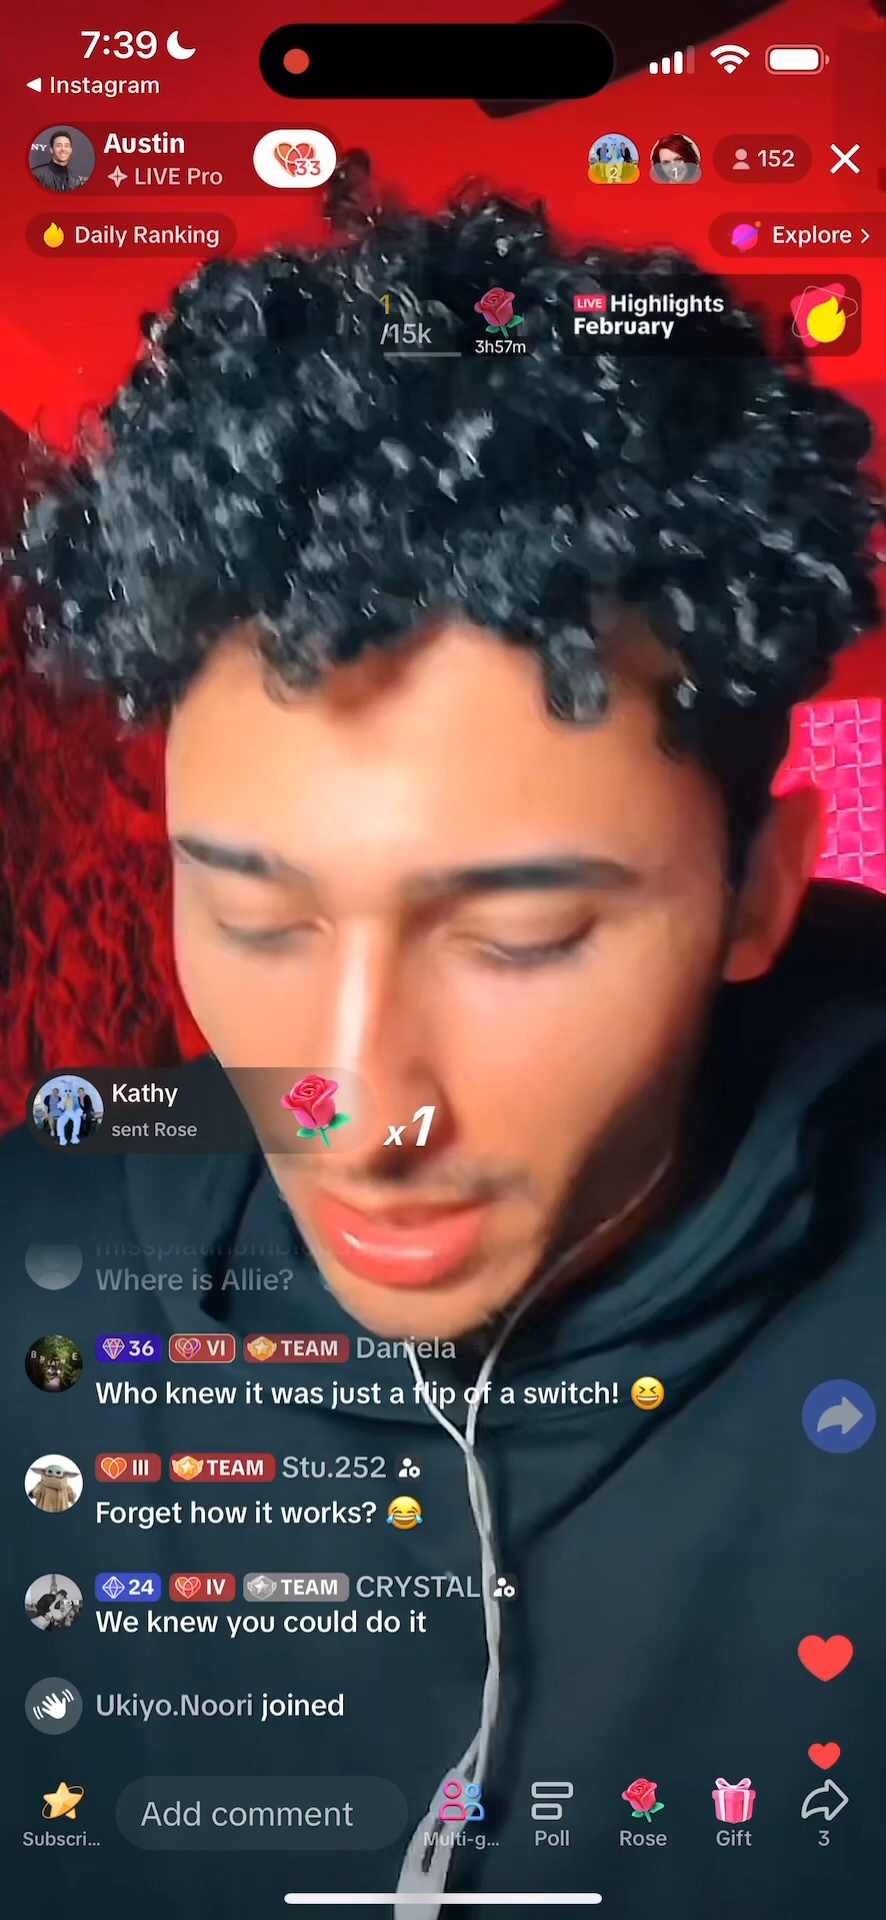 7:39
Instagram
NY
Austin
LIVE Pro
33
2
1
152
Daily Ranking
Explore
1
/15k
3h57m
LIVE Highlights
February
Kathy
sent Rose
x1
Where is Allie?
36 VI TEAM Daniela
Who knew it was just a flip of a switch! 😆
III TEAM Stu.252
Forget how it works? 😂
24 IV TEAM CRYSTAL
We knew you could do it
Ukiyo.Noori joined
Subscri...
Add comment
Multi-g...
Poll
Rose
Gift
3